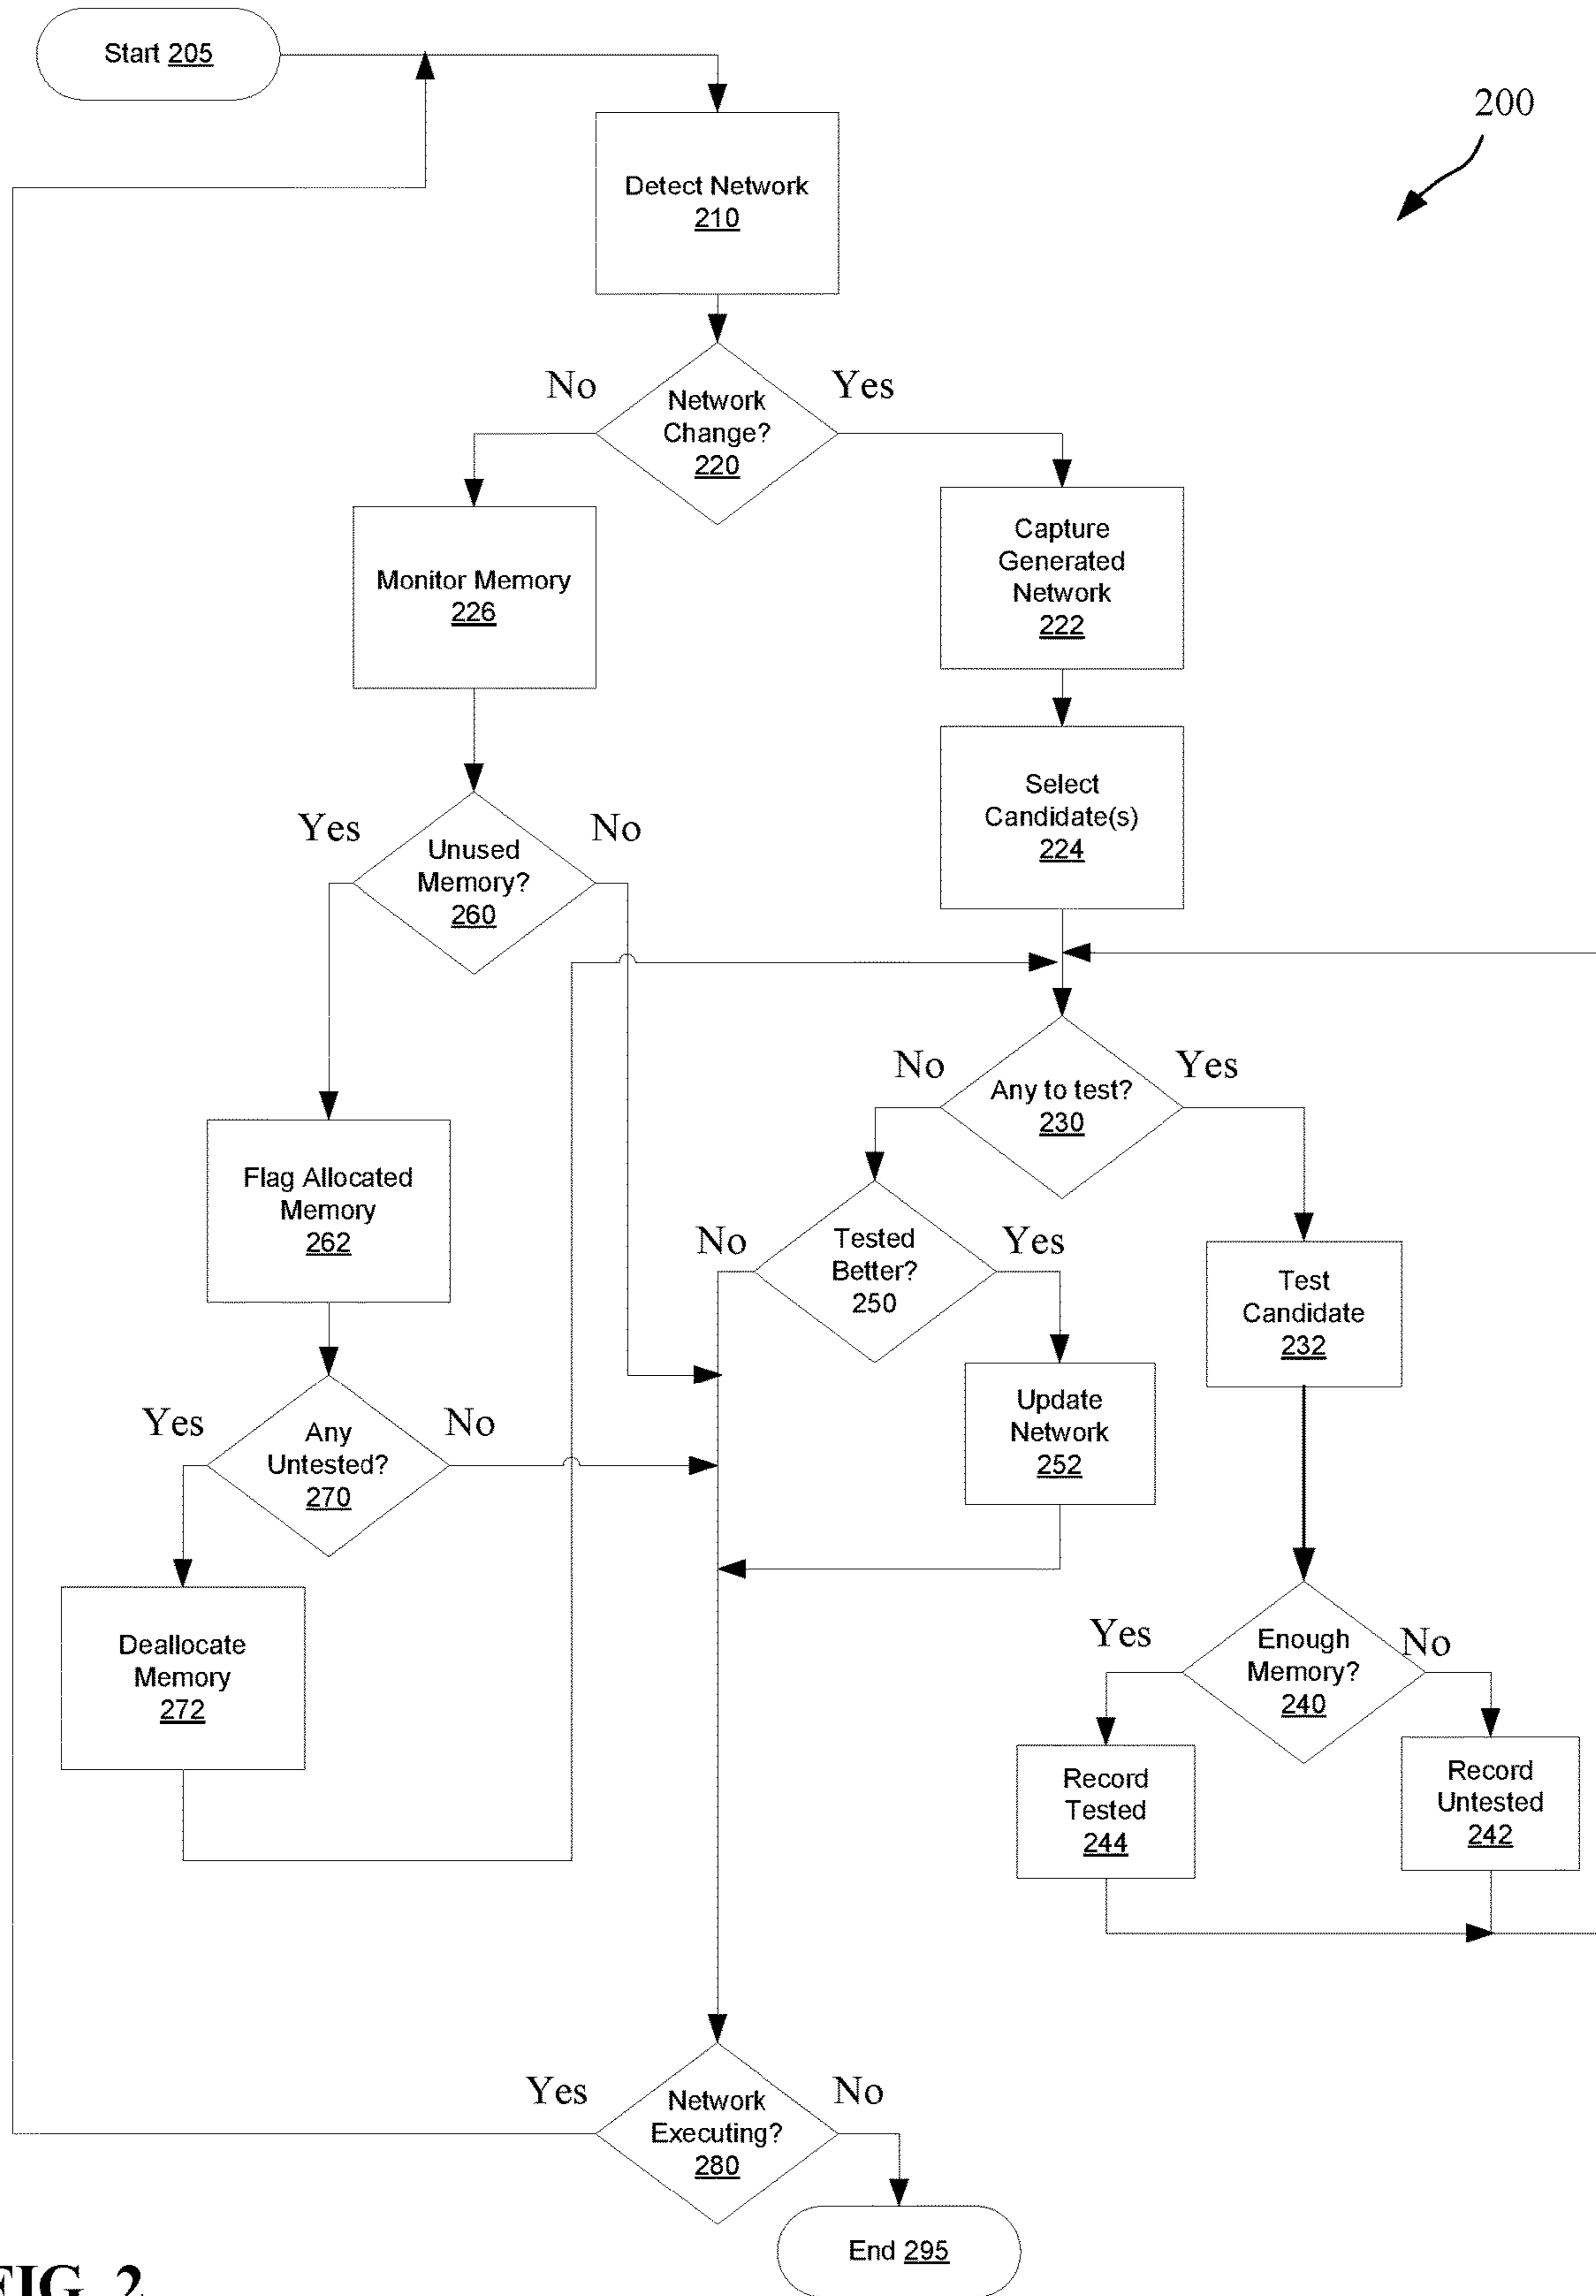 Start 205
200
Detect Network
210
No
Yes
Network
Change?
220
Capture
Generated
Network
222
Monitor Memory
226
Select
Candidate(s)
224
Yes
No
Unused
Memory?
260
No
Yes
Any to test?
230
Flag Allocated
Memory
262
No
Yes
Tested
Better?
250
Test
Candidate
232
Update
Network
252
Yes
No
Any
Untested?
270
Deallocate
Memory
272
Yes
No
Enough
Memory?
240
Record
Tested
244
Record
Untested
242
Yes
No
Network
Executing?
280
End 295
FIG. 2